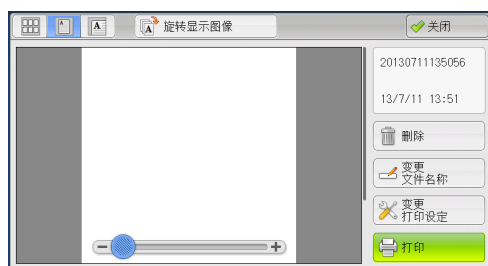 A
A
A
旋转显示图像
关闭
20130711135056
13/7/11 13:51
删除
变更
文件名称
变更
打印设定
打印